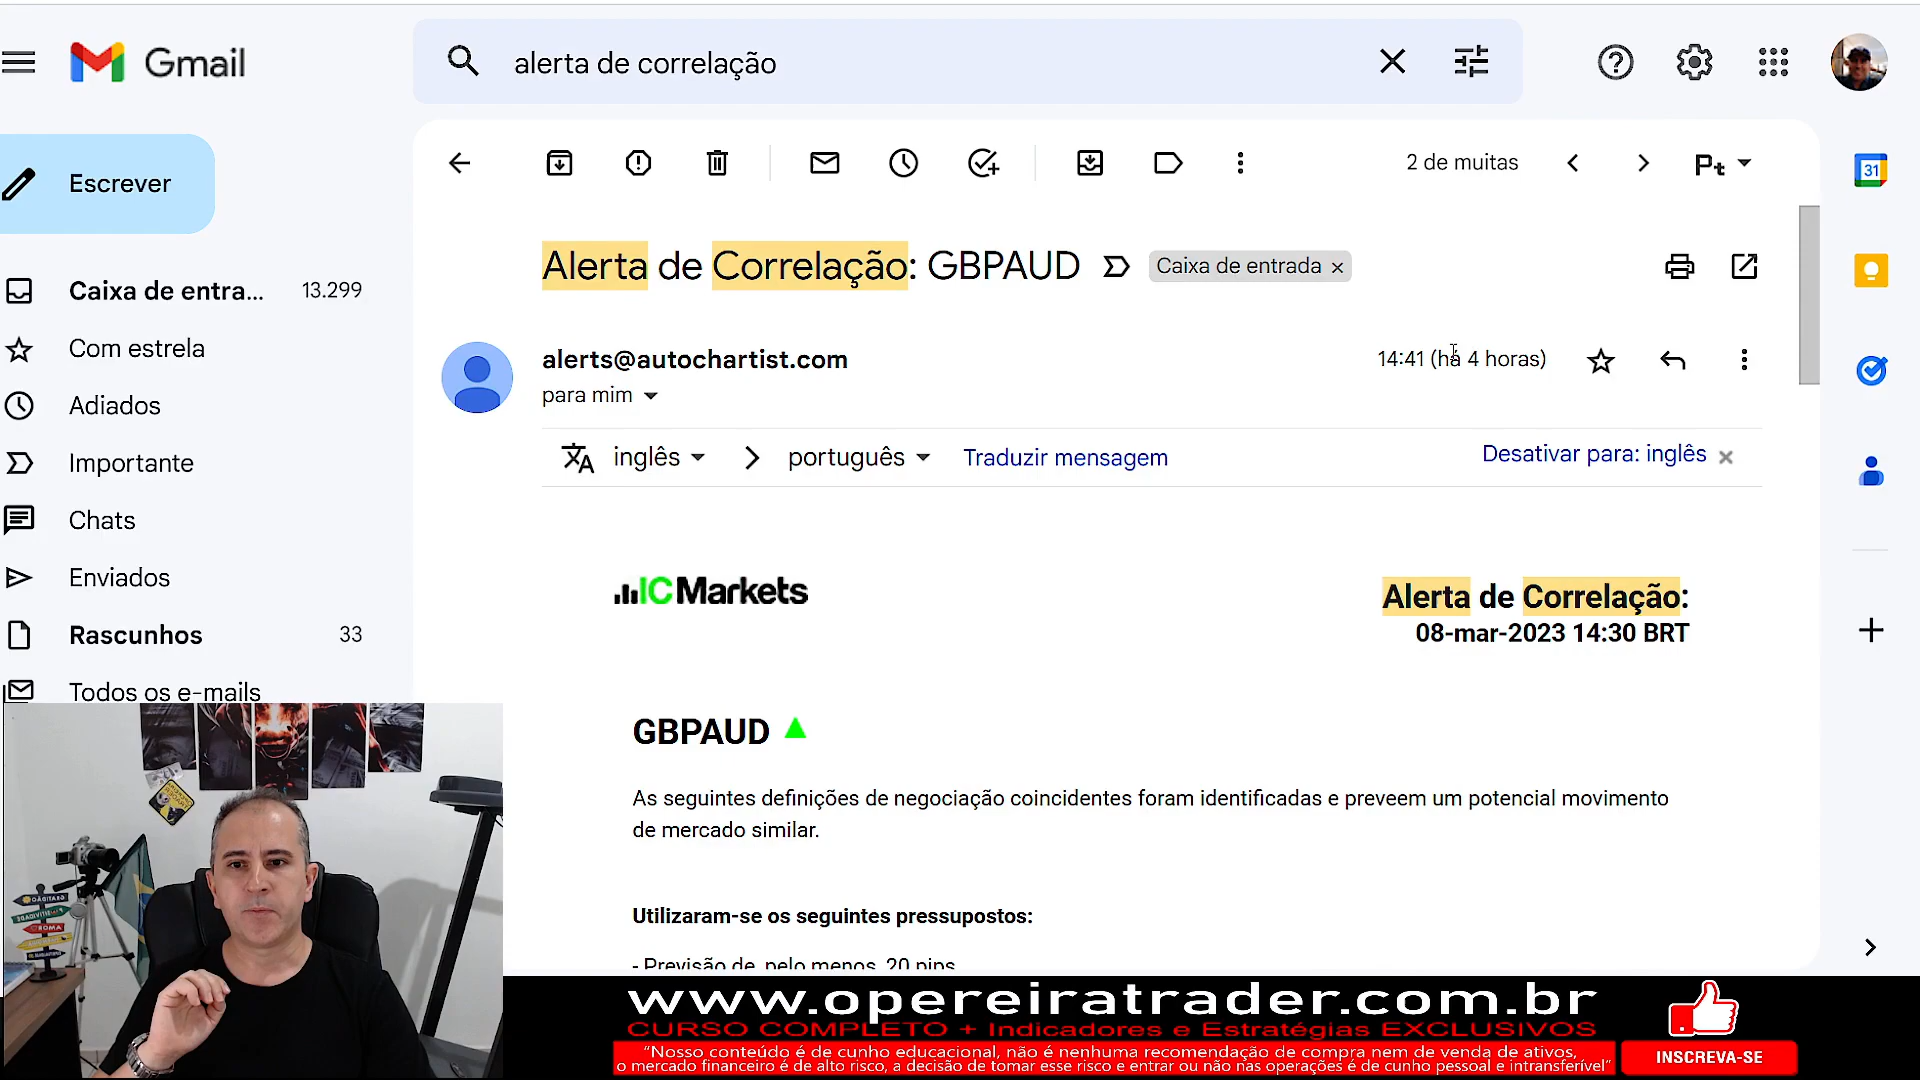 Gmail
alerta de correlação
Escrever
2 de muitas
Pt
31
Alerta de Correlação: GBPAUD
Caixa de entrada ×
Caixa de entra... 13.299
Com estrela
Adiados
Importante
Chats
Enviados
Rascunhos 33
Todos os e-mails
alerts@autochartist.com
14:41 (há 4 horas)
para mim
inglês
português
Traduzir mensagem
Desativar para: inglês ×
ICMarkets
Alerta de Correlação:
08-mar-2023 14:30 BRT
GBPAUD
As seguintes definições de negociação coincidentes foram identificadas e preveem um potencial movimento
de mercado similar.
Utilizaram-se os seguintes pressupostos:
- Previsão de, pelo menos, 20 pips
ROMA
www.opereiratrader.com.br
CURSO COMPLETO + Indicadores e Estratégias EXCLUSIVOS
"Nosso conteúdo é de cunho educacional, não é nenhuma recomendação de compra nem de venda de ativos,
o mercado financeiro é de alto risco, a decisão de tomar esse risco e entrar ou não nas operações é de cunho pessoal e intransferível"
INSCREVA-SE